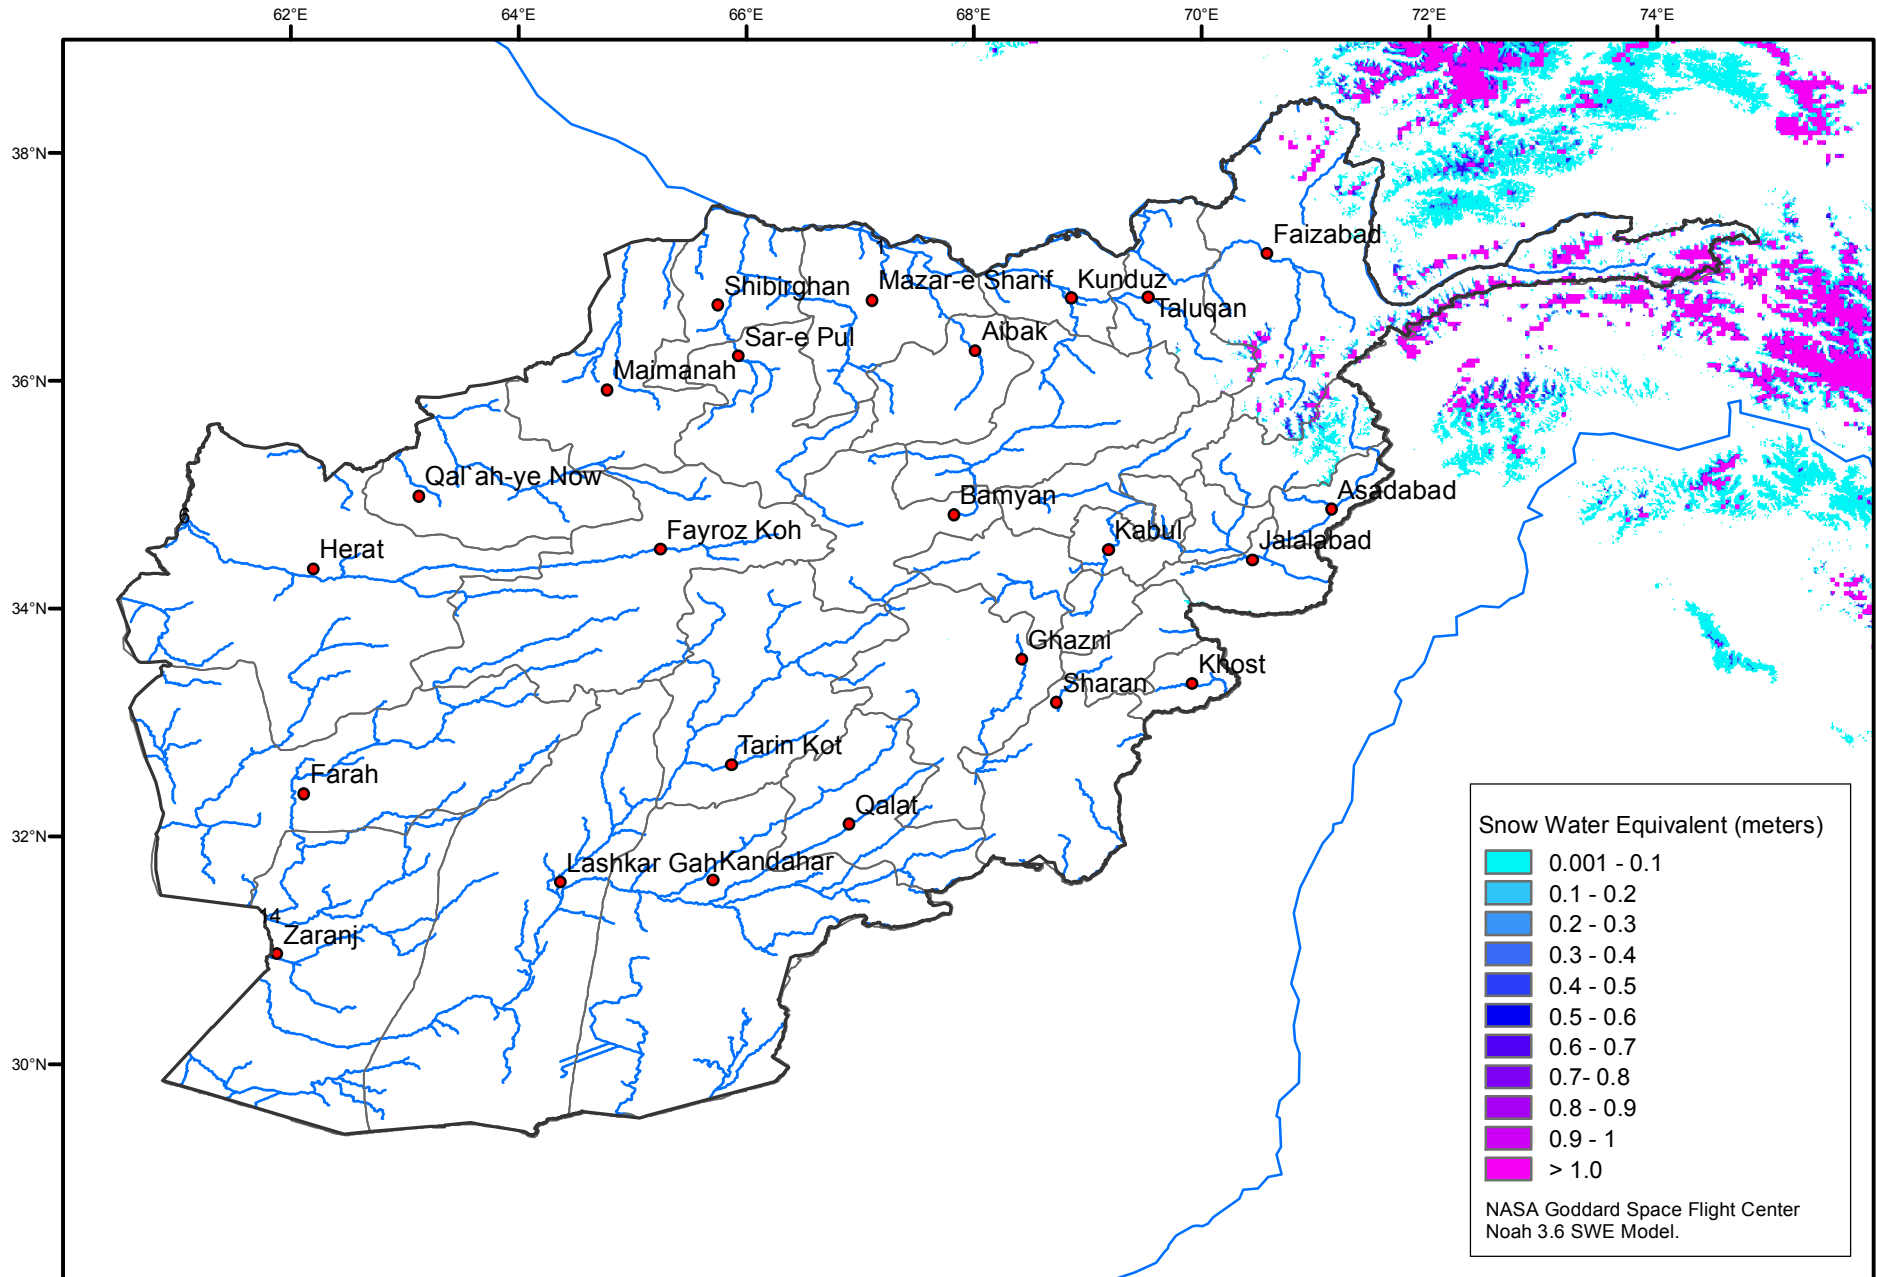 62°E 64°E 66°E 68°E 70°E 72°E 74°E
38°N
Faizabad
1
Shibirghan
Mazar-e Sharif
Kunduz
Taluqan
Sar-e Pul
Aibak
36°N
Maimanah
Qal`ah-ye Now
Bamyan
Asadabad
6
Fayroz Koh
Kabul
Jalalabad
Herat
34°N
Ghazni
Khost
Sharan
Tarin Kot
Farah
Qalat
32°N
Lashkar Gah
Kandahar
14
Zaranj
30°N
Snow Water Equivalent (meters)
0.001 - 0.1
0.1 - 0.2
0.2 - 0.3
0.3 - 0.4
0.4 - 0.5
0.5 - 0.6
0.6 - 0.7
0.7- 0.8
0.8 - 0.9
0.9 - 1
> 1.0
NASA Goddard Space Flight Center
Noah 3.6 SWE Model.